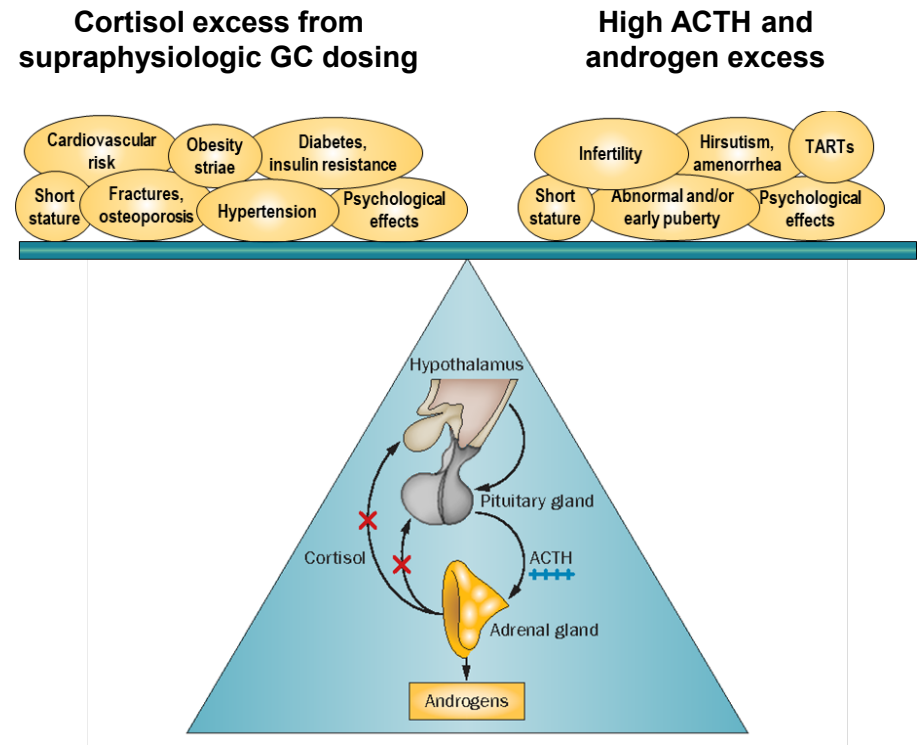 Cortisol excess from
supraphysiologic GC dosing
High ACTH and
androgen excess
Cardiovascular
risk
Obesity
striae
Diabetes,
insulin resistance
Short
stature
Fractures,
osteoporosis
Hypertension
Psychological
effects
Infertility
Hirsutism,
amenorrhea
TARTs
Short
stature
Abnormal and/or
early puberty
Psychological
effects
Hypothalamus
Pituitary gland
Cortisol
ACTH
Adrenal gland
Androgens